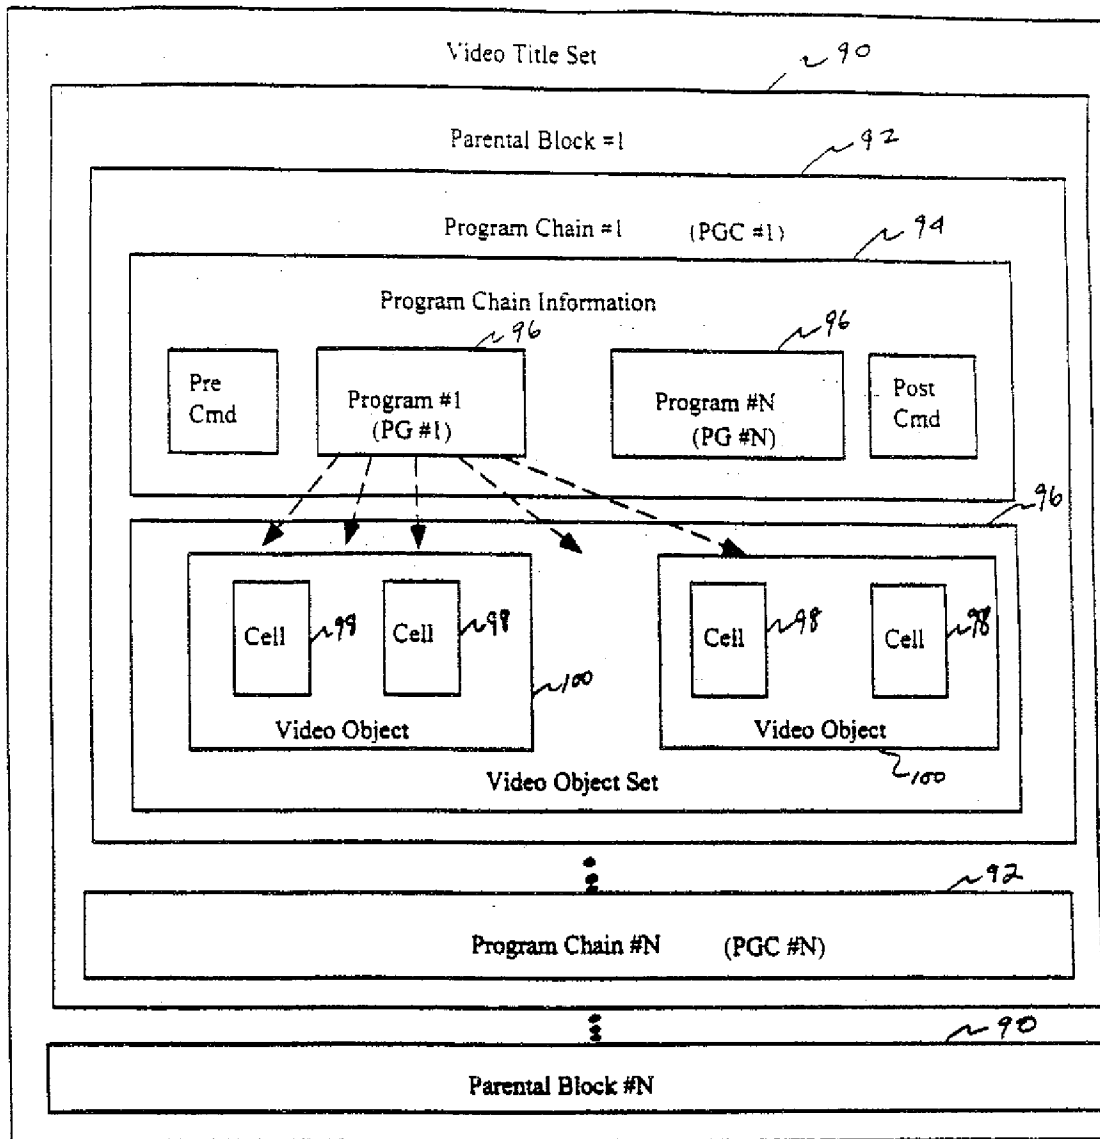 Video Title Set
90
Parental Block =1
92
Program Chain #1 (PGC #1)
94
Program Chain Information
96
96
Pre
Cmd
Program #1
(PG #1)
Program #N
(PG #N)
Post
Cmd
96
Cell
98
Cell
98
Cell
98
Cell
98
100
Video Object
Video Object
100
Video Object Set
92
Program Chain #N (PGC #N)
90
Parental Block #N